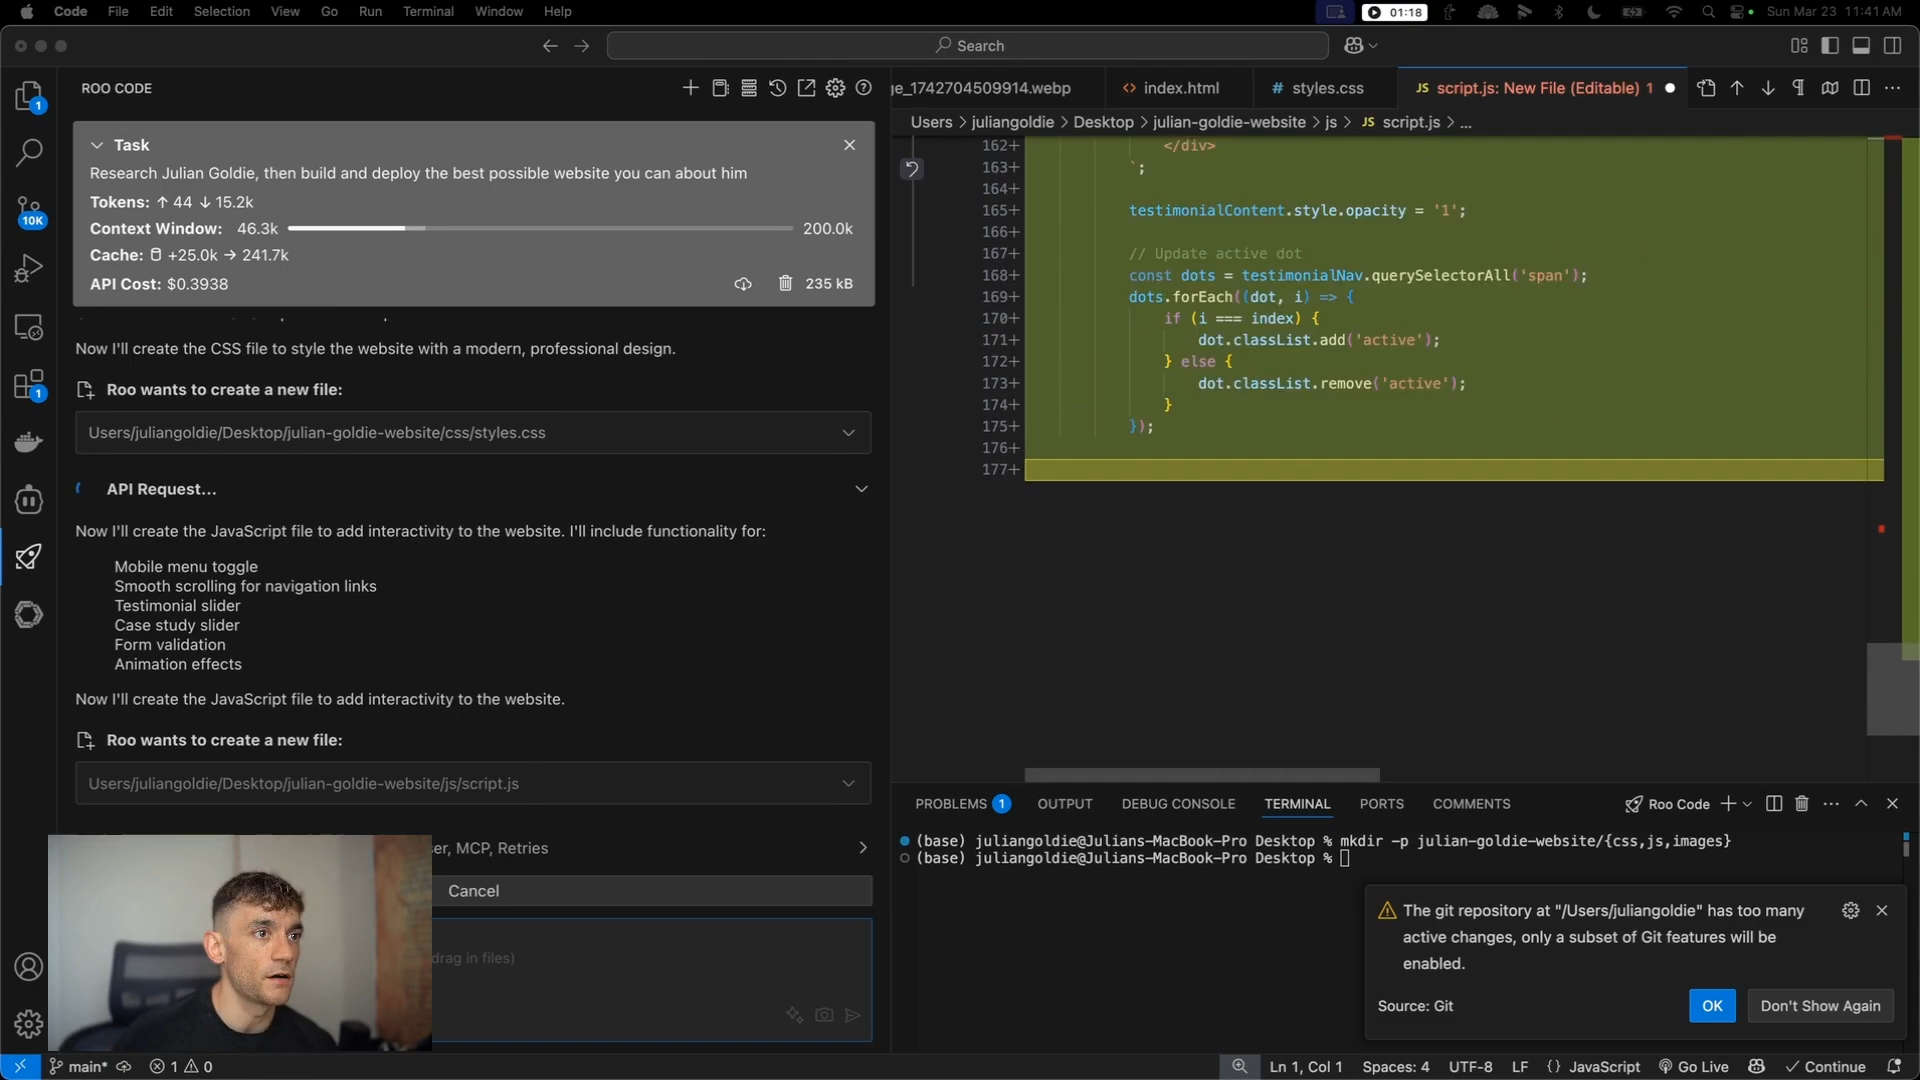 Code File Edit Selection View Go Run Terminal Window Help
01:18
Sun Mar 23 11:41 AM
Search
ROO CODE
Task
Research Julian Goldie, then build and deploy the best possible website you can about him
Tokens: ↑ 44 ↓ 15.2k
Context Window: 46.3k 200.0k
Cache: +25.0k → 241.7k
API Cost: $0.3938
235 kB
Now I'll create the CSS file to style the website with a modern, professional design.
Roo wants to create a new file:
Users/juliangoldie/Desktop/julian-goldie-website/css/styles.css
API Request...
Now I'll create the JavaScript file to add interactivity to the website. I'll include functionality for:
Mobile menu toggle
Smooth scrolling for navigation links
Testimonial slider
Case study slider
Form validation
Animation effects
Now I'll create the JavaScript file to add interactivity to the website.
Roo wants to create a new file:
Users/juliangoldie/Desktop/julian-goldie-website/js/script.js
er, MCP, Retries
Cancel
drag in files)
1
10K
1
ge_1742704509914.webp
<> index.html
# styles.css
JS script.js: New File (Editable) 1
Users > juliangoldie > Desktop > julian-goldie-website > js > JS script.js > ...
162+ </div>
163+ `;
164+
165+ testimonialContent.style.opacity = '1';
166+
167+ // Update active dot
168+ const dots = testimonialNav.querySelectorAll('span');
169+ dots.forEach((dot, i) => {
170+ if (i === index) {
171+ dot.classList.add('active');
172+ } else {
173+ dot.classList.remove('active');
174+ }
175+ });
176+
177+
PROBLEMS 1 OUTPUT DEBUG CONSOLE TERMINAL PORTS COMMENTS
Roo Code
(base) juliangoldie@Julians-MacBook-Pro Desktop % mkdir -p julian-goldie-website/{css,js,images}
(base) juliangoldie@Julians-MacBook-Pro Desktop %
The git repository at "/Users/juliangoldie" has too many
active changes, only a subset of Git features will be
enabled.
Source: Git
OK
Don't Show Again
main* 1 0
Ln 1, Col 1 Spaces: 4 UTF-8 LF {} JavaScript Go Live Continue